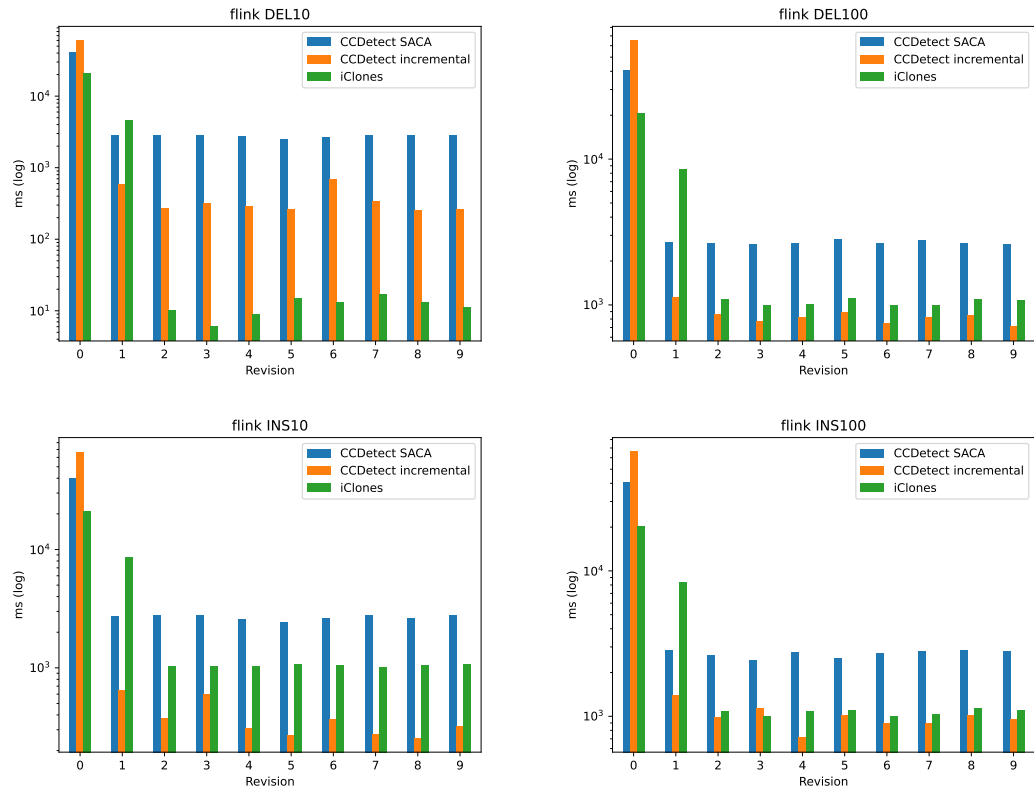 flink DEL10
CCDetect SACA
CCDetect incremental
iClones
10^4
10^3
10^2
10^1
ms (log)
0 1 2 3 4 5 6 7 8 9
Revision
flink DEL100
CCDetect SACA
CCDetect incremental
iClones
10^4
10^3
ms (log)
0 1 2 3 4 5 6 7 8 9
Revision
flink INS10
CCDetect SACA
CCDetect incremental
iClones
10^4
10^3
ms (log)
0 1 2 3 4 5 6 7 8 9
Revision
flink INS100
CCDetect SACA
CCDetect incremental
iClones
10^4
10^3
ms (log)
0 1 2 3 4 5 6 7 8 9
Revision